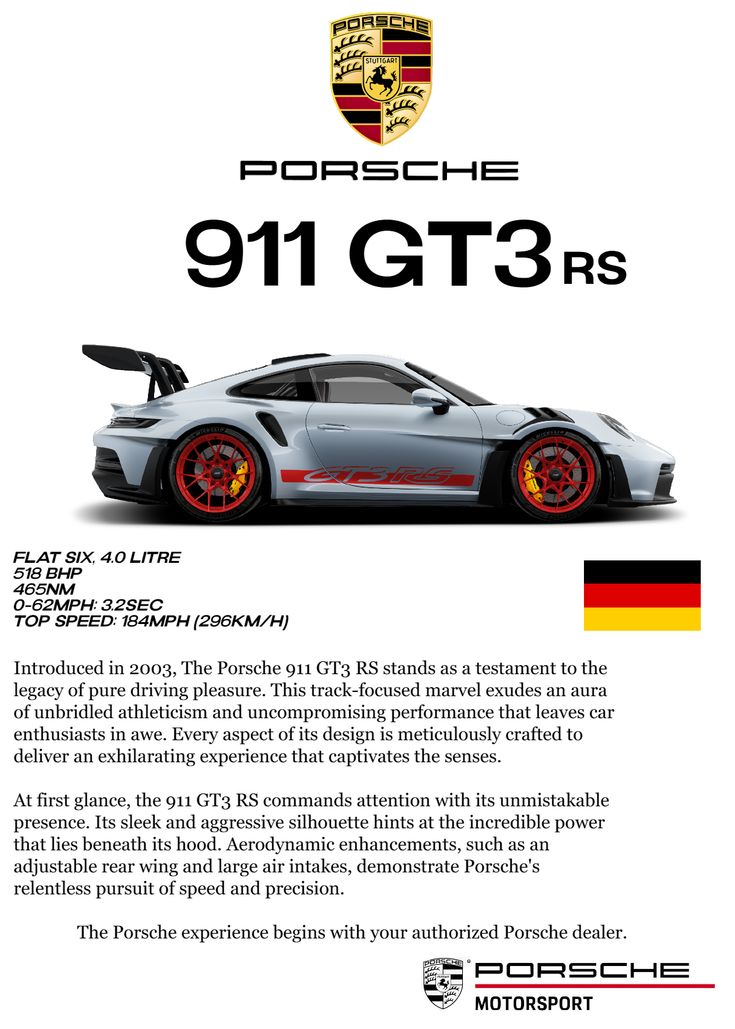 PORSCHE
STUTTGART
PORSCHE
911 GT3 RS
GT3 RS
FLAT SIX, 4.0 LITRE
518 BHP
465NM
0-62MPH: 3.2SEC
TOP SPEED: 184MPH (296KM/H)
Introduced in 2003, The Porsche 911 GT3 RS stands as a testament to the
legacy of pure driving pleasure. This track-focused marvel exudes an aura
of unbridled athleticism and uncompromising performance that leaves car
enthusiasts in awe. Every aspect of its design is meticulously crafted to
deliver an exhilarating experience that captivates the senses.
At first glance, the 911 GT3 RS commands attention with its unmistakable
presence. Its sleek and aggressive silhouette hints at the incredible power
that lies beneath its hood. Aerodynamic enhancements, such as an
adjustable rear wing and large air intakes, demonstrate Porsche's
relentless pursuit of speed and precision.
The Porsche experience begins with your authorized Porsche dealer.
PORSCHE
®
PORSCHE
MOTORSPORT